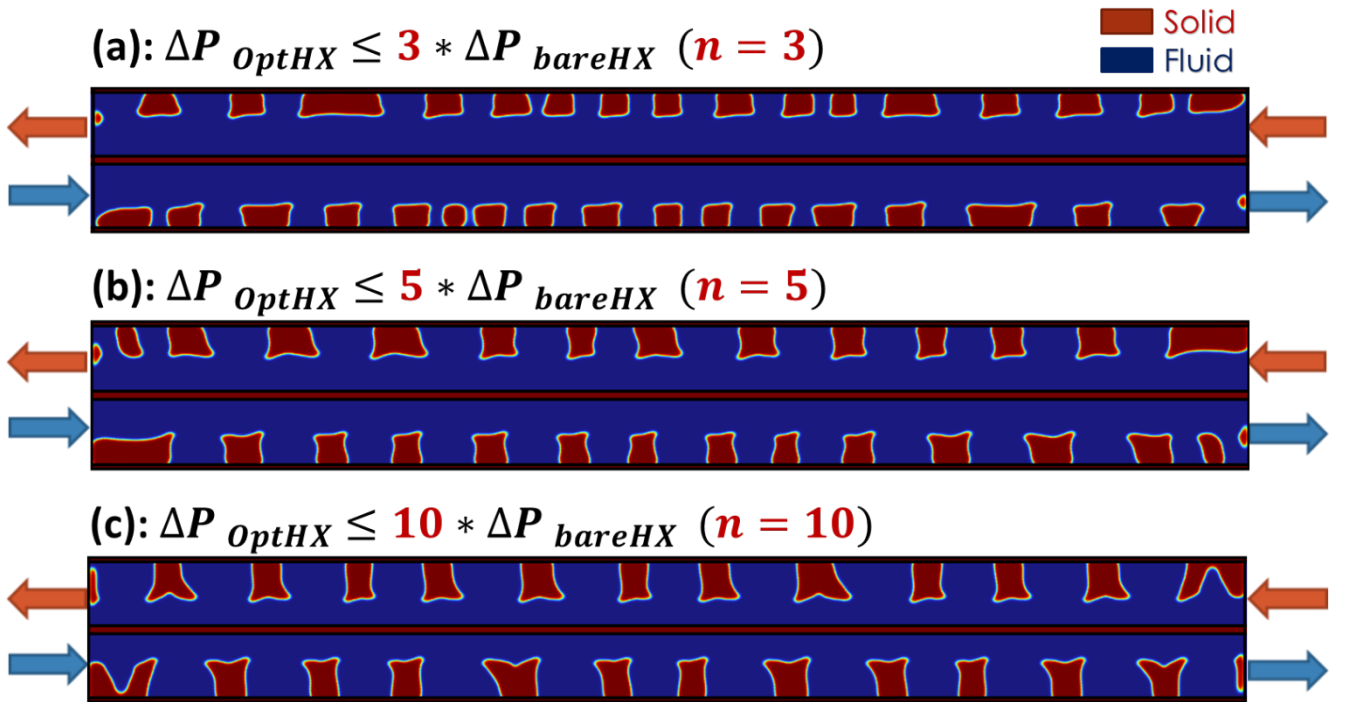 Solid
Fluid
(a): ΔP OptHX ≤ 3 * ΔP bareHX (n = 3)
(b): ΔP OptHX ≤ 5 * ΔP bareHX (n = 5)
(c): ΔP OptHX ≤ 10 * ΔP bareHX (n = 10)